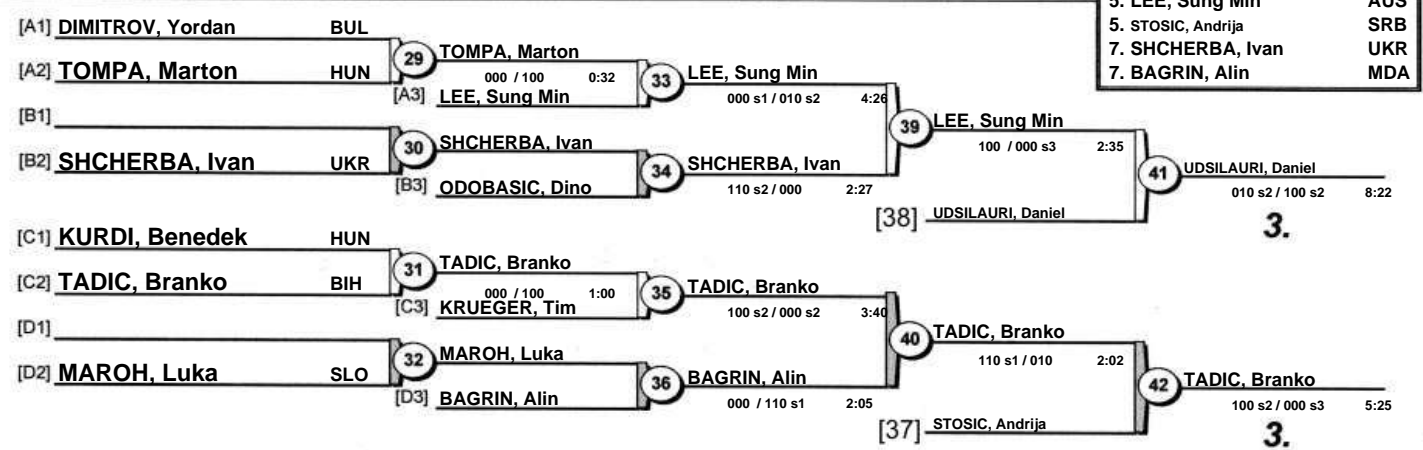 5. LEE, Sung Min AUS
5. STOSIC, Andrija SRB
7. SHCHERBA, Ivan UKR
7. BAGRIN, Alin MDA
[A1] DIMITROV, Yordan BUL
29 TOMPA, Marton
[A2] TOMPA, Marton HUN
000 / 100 0:32
33 LEE, Sung Min
[A3] LEE, Sung Min
000 s1 / 010 s2 4:26
[B1]
39 LEE, Sung Min
100 / 000 s3 2:35
30 SHCHERBA, Ivan
[B2] SHCHERBA, Ivan UKR
34 SHCHERBA, Ivan
[B3] ODOBASIC, Dino
110 s2 / 000 2:27
41 UDSILAURI, Daniel
010 s2 / 100 s2 8:22
[38] UDSILAURI, Daniel
3.
[C1] KURDI, Benedek HUN
31 TADIC, Branko
[C2] TADIC, Branko BIH
000 / 100 1:00
35 TADIC, Branko
[C3] KRUEGER, Tim
100 s2 / 000 s2 3:40
[D1]
40 TADIC, Branko
110 s1 / 010 2:02
32 MAROH, Luka
[D2] MAROH, Luka SLO
36 BAGRIN, Alin
[D3] BAGRIN, Alin
000 / 110 s1 2:05
42 TADIC, Branko
100 s2 / 000 s3 5:25
[37] STOSIC, Andrija
3.